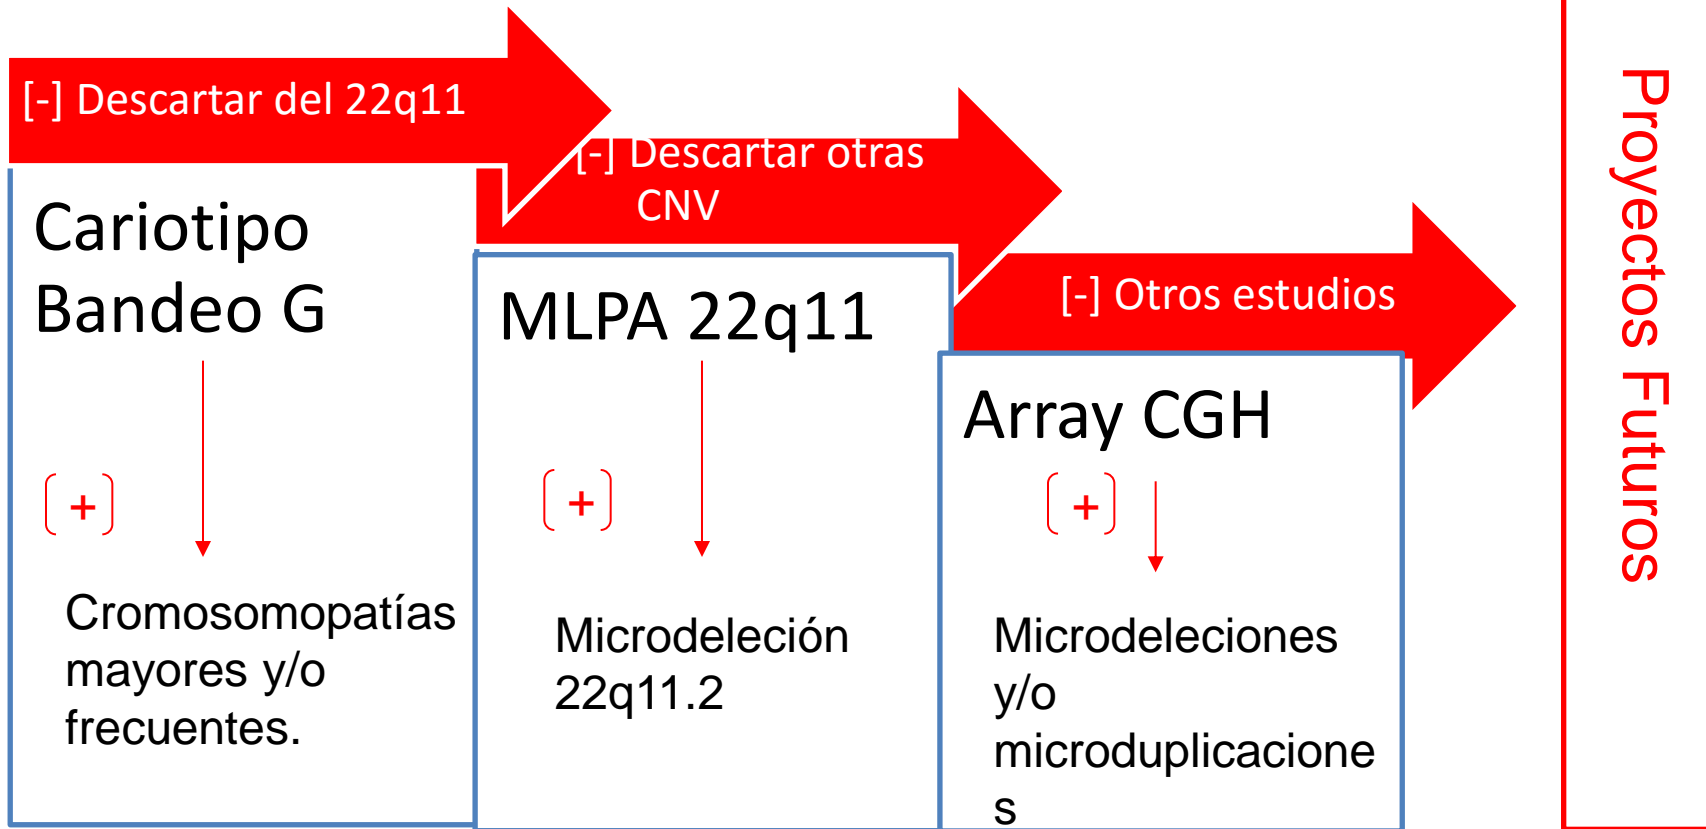 [-] Descartar del 22q11
Cariotipo
Bandeo G
[+]
Cromosomopatías
mayores y/o
frecuentes.
[-] Descartar otras
CNV
MLPA 22q11
[+]
Microdeleción
22q11.2
[-] Otros estudios
Array CGH
[+]
Microdeleciones
y/o
microduplicacione
s
Proyectos Futuros